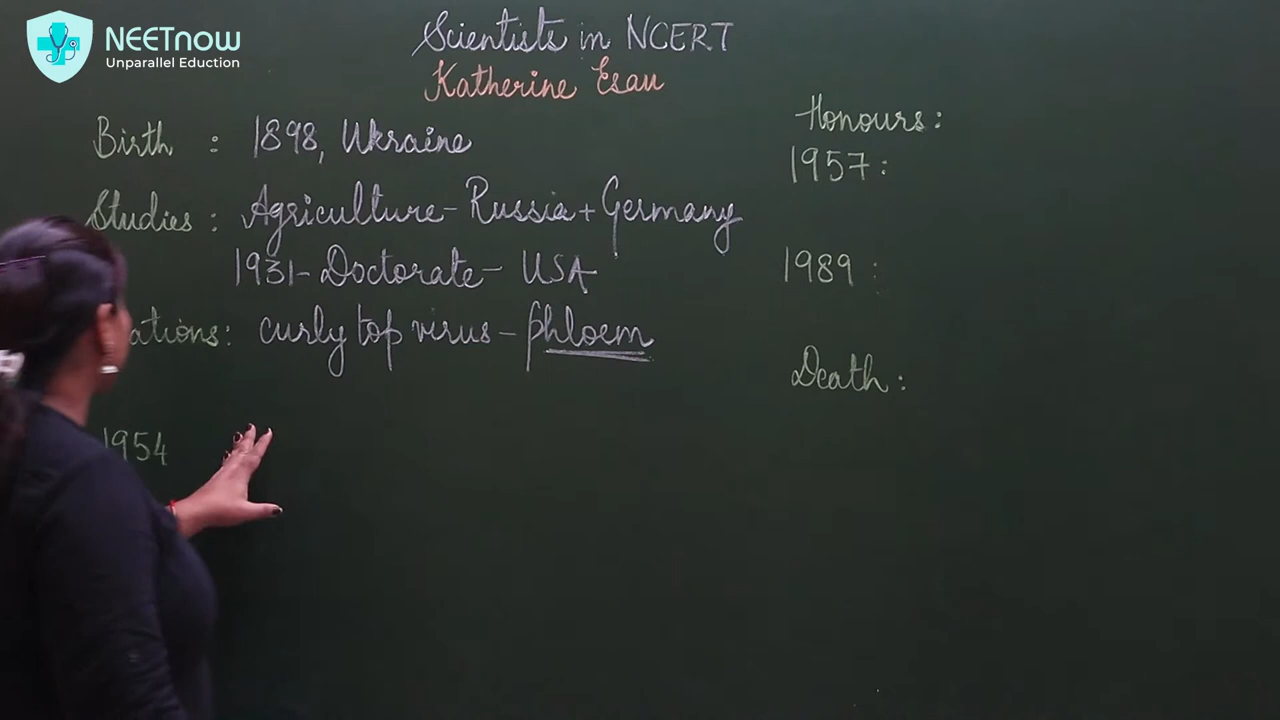 NEETnow
Unparallel Eduction
Scientists in NCERT
Katherine Esau
Birth : 1898, Ukraine
Studies : Agriculture - Russia + Germany
1931 - Doctorate - USA
ations: curly top virus - phloem
1954
Honours:
1957:
1989 :
Death: